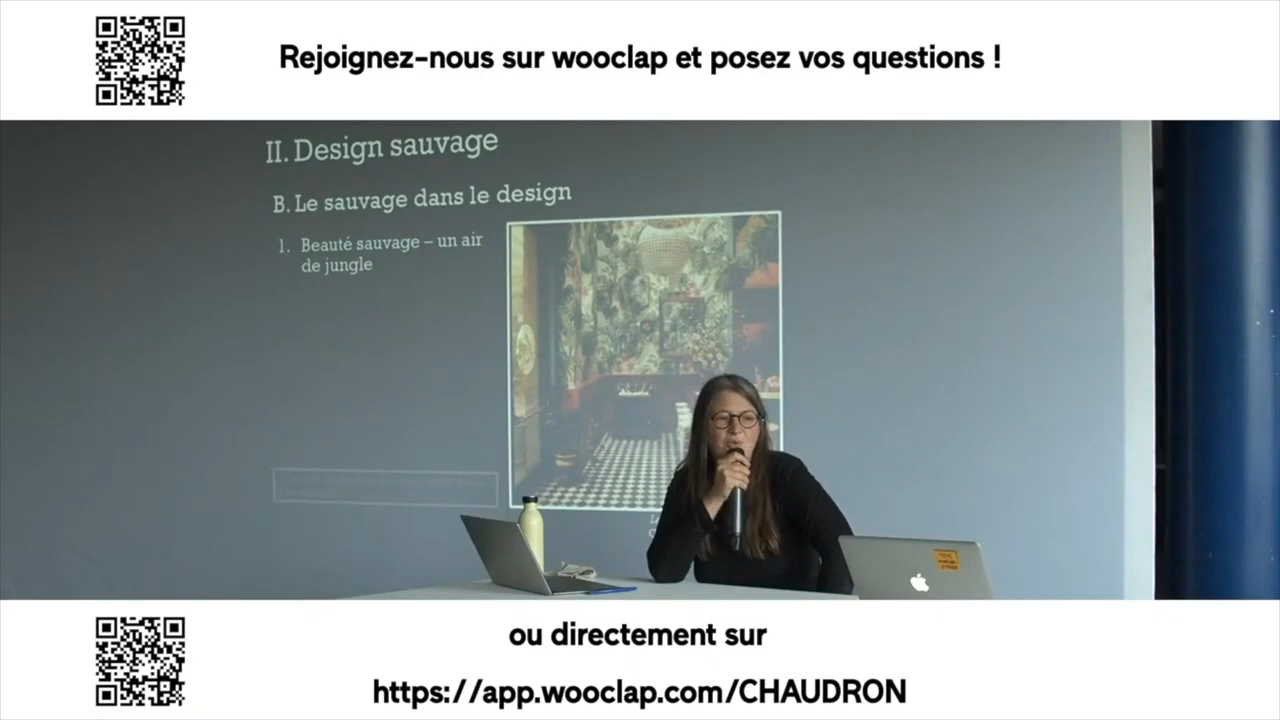 Rejoignez-nous sur wooclap et posez vos questions !
II. Design sauvage
B. Le sauvage dans le design
1. Beauté sauvage – un air
de jungle
ou directement sur
https://app.wooclap.com/CHAUDRON